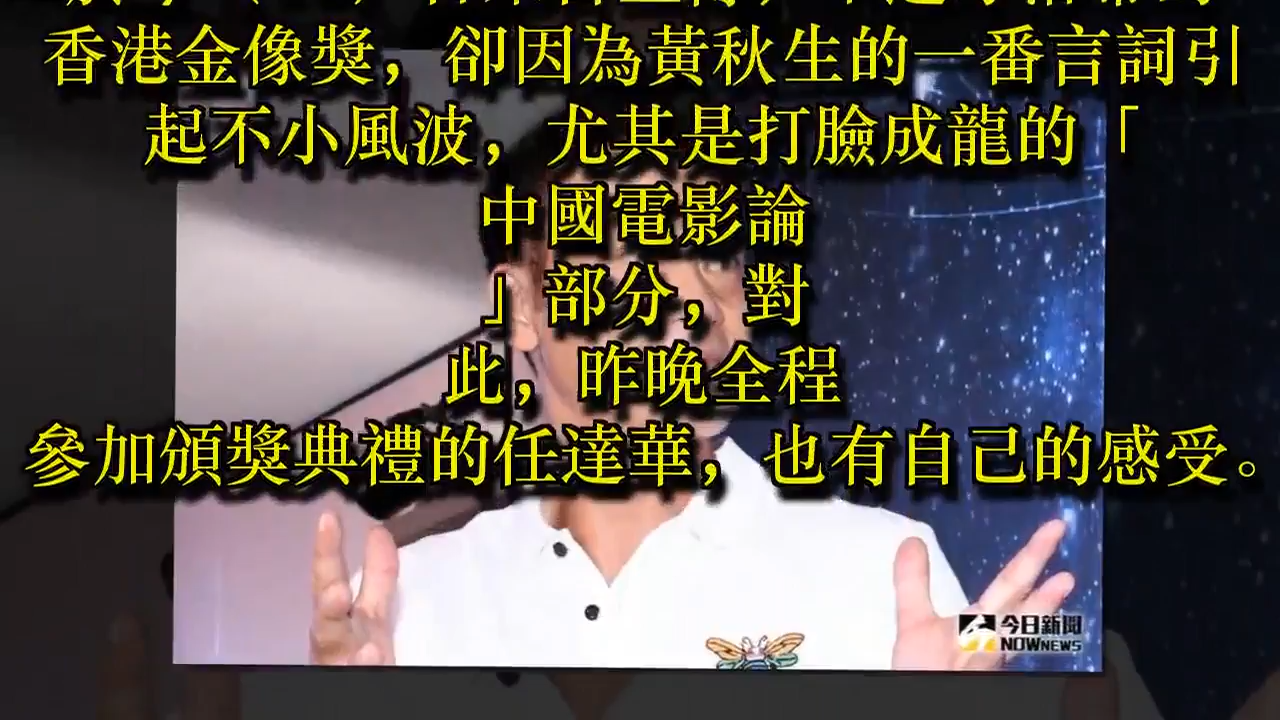 香港金像獎，卻因為黃秋生的一番言詞引
起不小風波，尤其是打臉成龍的「
中國電影論
」部分，對
此，昨晚全程
參加頒獎典禮的任達華，也有自己的感受。
今日新聞
NOWNEWS